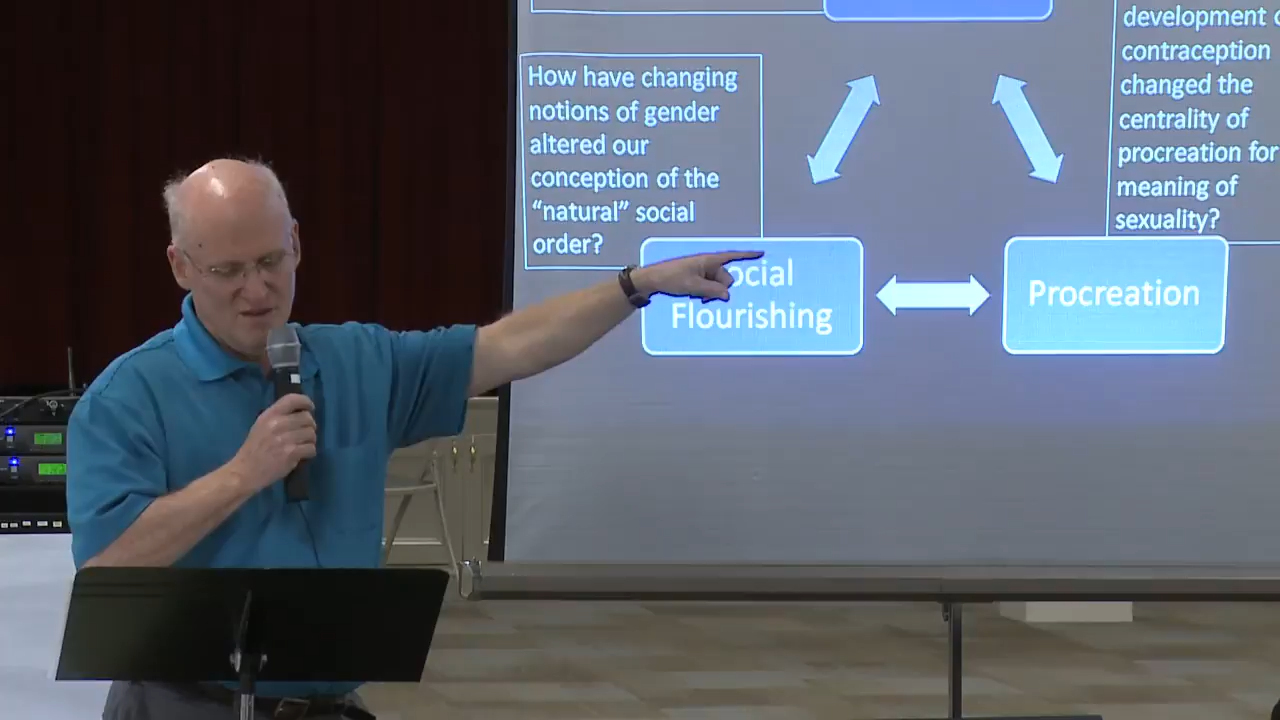 How have changing
notions of gender
altered our
conception of the
“natural” social
order?
development
contraception
changed the
centrality of
procreation for
meaning of
sexuality?
Social
Flourishing
Procreation